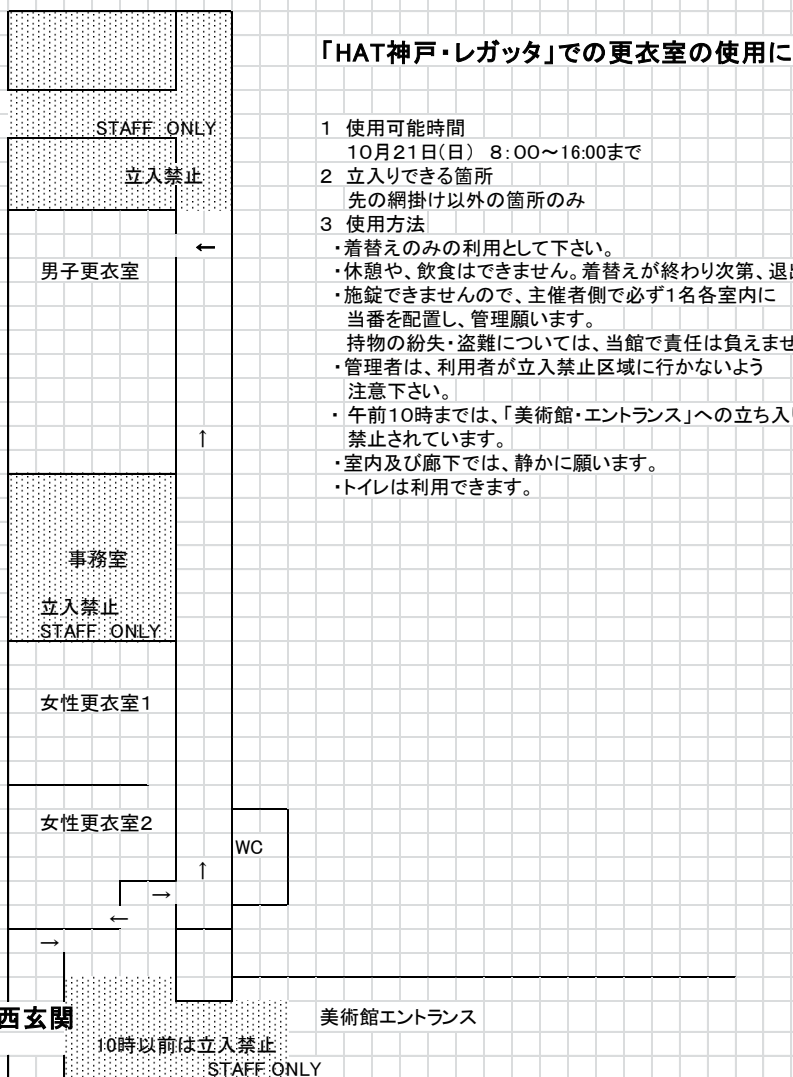 「HAT神戸・レガッタ」での更衣室の使用に
STAFF ONLY
立入禁止
1 使用可能時間
10月21日(日) 8:00～16:00まで
2 立入りできる箇所
先の網掛け以外の箇所のみ
3 使用方法
・着替えのみの利用として下さい。
・休憩や、飲食はできません。着替えが終わり次第、退
・施錠できませんので、主催者側で必ず1名各室内に
当番を配置し、管理願います。
持物の紛失・盗難については、当館で責任は負えませ
・管理者は、利用者が立入禁止区域に行かないよう
注意下さい。
・ 午前10時までは、「美術館・エントランス」への立ち入
禁止されています。
・室内及び廊下では、静かに願います。
・トイレは利用できます。
←
男子更衣室
↑
事務室
立入禁止
STAFF ONLY
女性更衣室1
女性更衣室2
WC
↑
→
←
→
西玄関
美術館エントランス
10時以前は立入禁止
STAFF ONLY